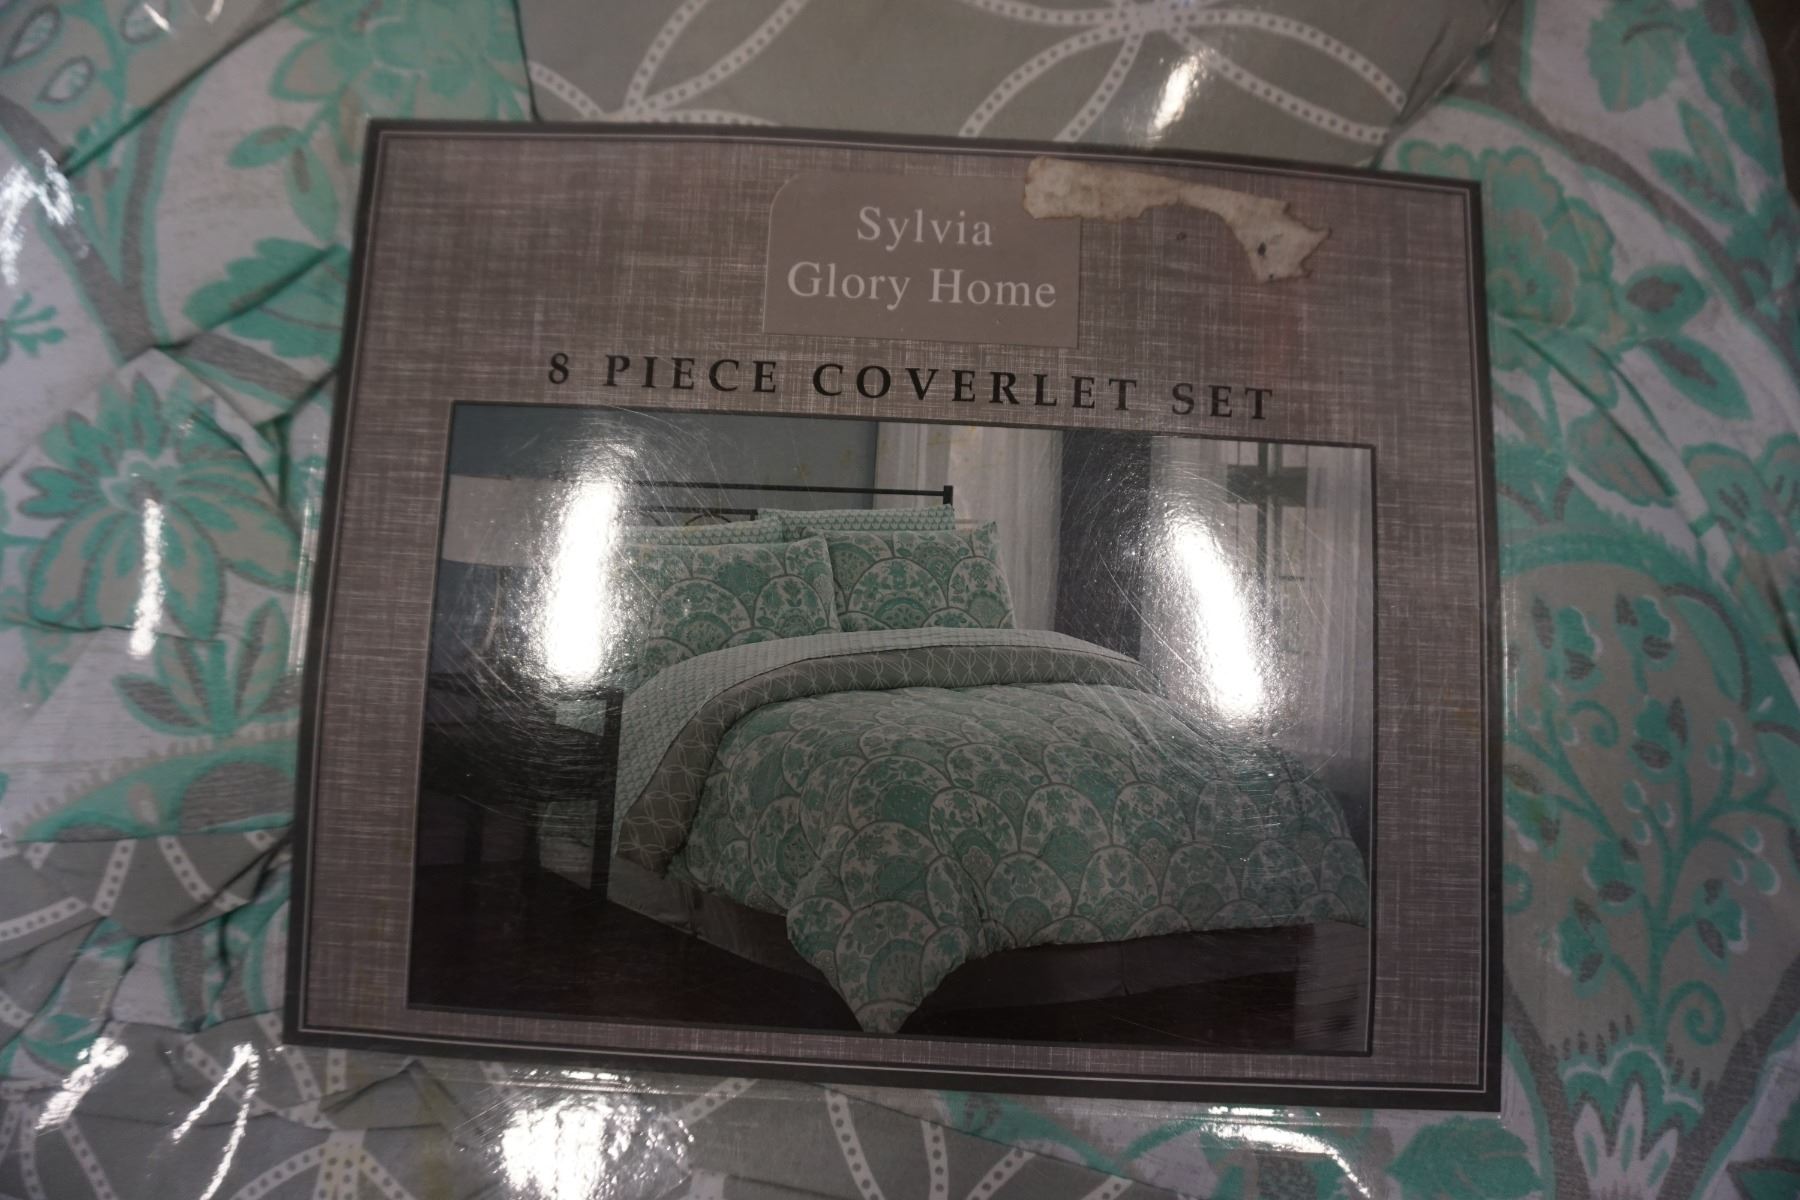 Sylvia
Glory Home
8 PIECE COVERLET SET